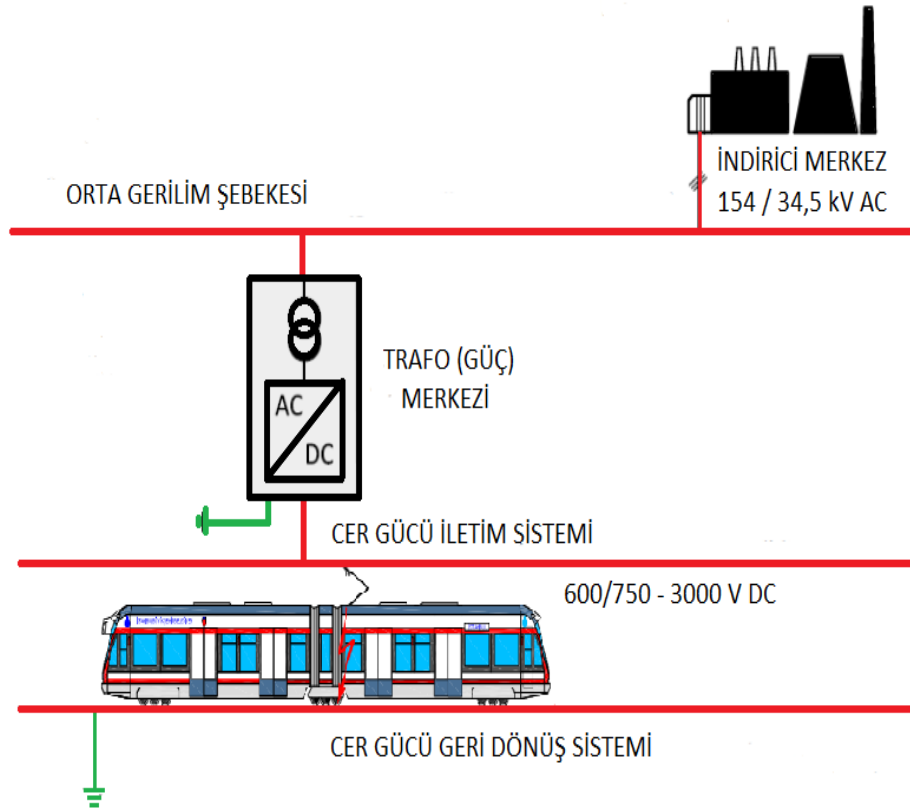 İNDİRİCİ MERKEZ
154 / 34,5 kV AC
ORTA GERİLİM ŞEBEKESİ
TRAFO (GÜÇ)
MERKEZİ
AC
DC
CER GÜCÜ İLETİM SİSTEMİ
600/750 - 3000 V DC
CER GÜCÜ GERİ DÖNÜŞ SİSTEMİ